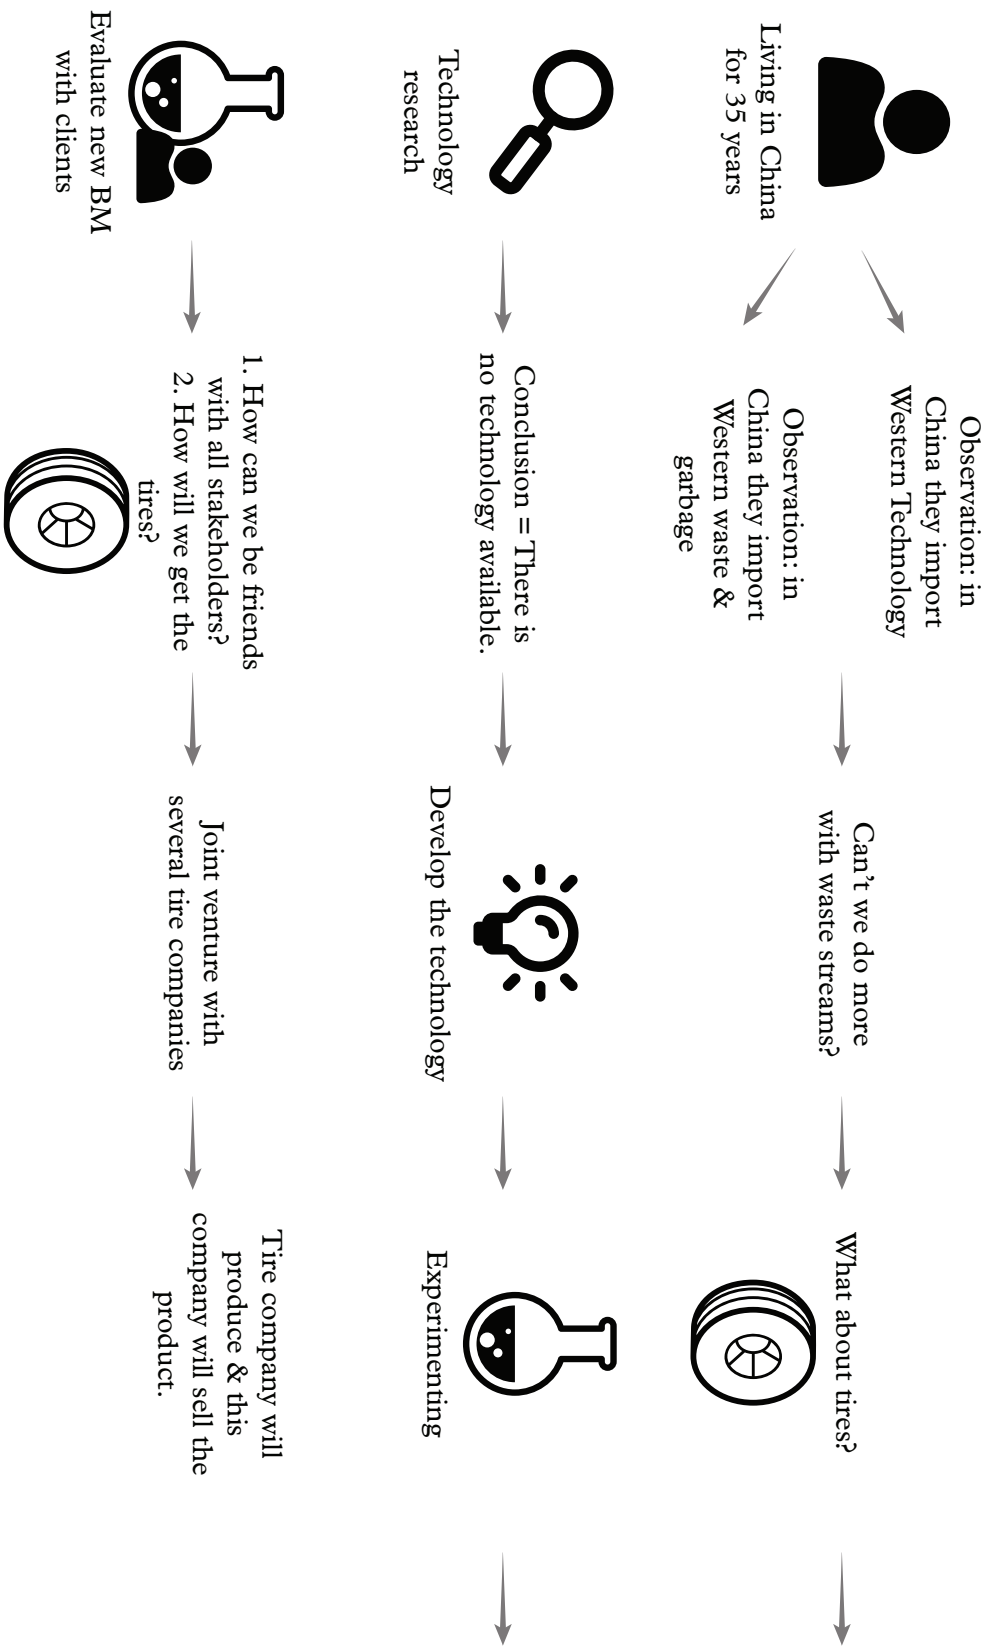 Living in China
for 35 years
Observation: in
China they import
Western Technology
Observation: in
China they import
Western waste &
garbage
Can't we do more
with waste streams?
What about tires?
Technology
research
Conclusion = There is
no technology available.
Develop the technology
Experimenting
Evaluate new BM
with clients
1. How can we be friends
with all stakeholders?
2. How will we get the
tires?
Joint venture with
several tire companies
Tire company will
produce & this
company will sell the
product.